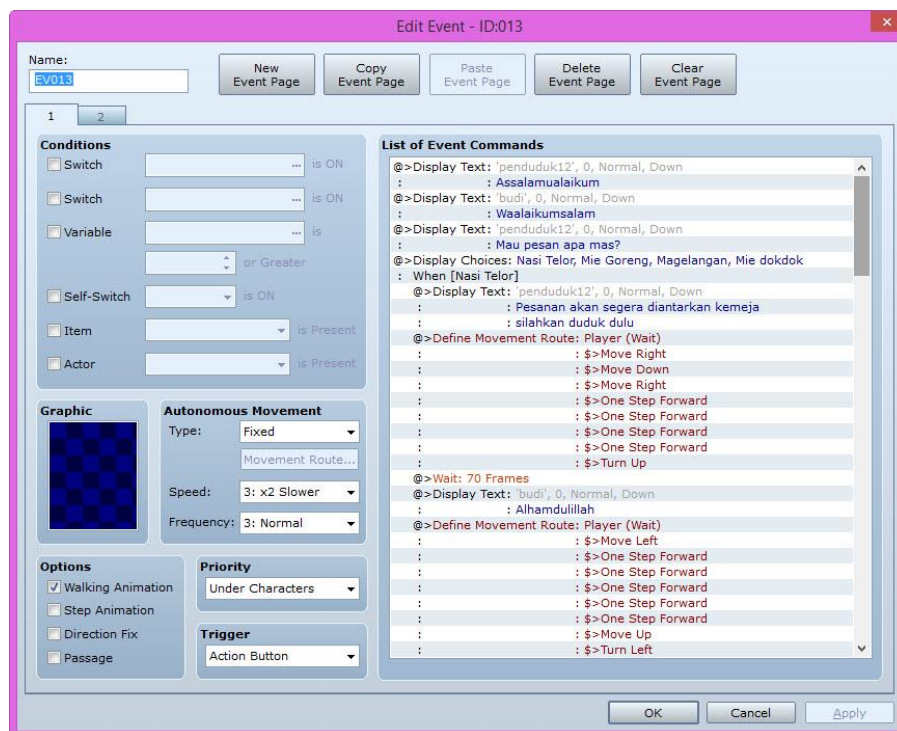 Edit Event - ID:013
Name:
EV013
New
Event Page
Copy
Event Page
Paste
Event Page
Delete
Event Page
Clear
Event Page
1
2
Conditions
Switch ... is ON
Switch ... is ON
Variable ... is
or Greater
Self-Switch is ON
Item is Present
Actor is Present
Graphic
Autonomous Movement
Type: Fixed
Movement Route...
Speed: 3: x2 Slower
Frequency: 3: Normal
Options
Walking Animation
Step Animation
Direction Fix
Passage
Priority
Under Characters
Trigger
Action Button
List of Event Commands
@>Display Text: 'penduduk12', 0, Normal, Down
: : Assalamualaikum
@>Display Text: 'budi', 0, Normal, Down
: : Waalaikumsalam
@>Display Text: 'penduduk12', 0, Normal, Down
: : Mau pesan apa mas?
@>Display Choices: Nasi Telor, Mie Goreng, Magelangan, Mie dokdok
: When [Nasi Telor]
@>Display Text: 'penduduk12', 0, Normal, Down
: : Pesanan akan segera diantarkan kemeja
: : silahkan duduk dulu
@>Define Movement Route: Player (Wait)
: : $>Move Right
: : $>Move Down
: : $>Move Right
: : $>One Step Forward
: : $>One Step Forward
: : $>One Step Forward
: : $>One Step Forward
: : $>Turn Up
@>Wait: 70 Frames
@>Display Text: 'budi', 0, Normal, Down
: : Alhamdulillah
@>Define Movement Route: Player (Wait)
: : $>Move Left
: : $>One Step Forward
: : $>One Step Forward
: : $>One Step Forward
: : $>One Step Forward
: : $>One Step Forward
: : $>Move Up
: : $>Turn Left
OK
Cancel
Apply